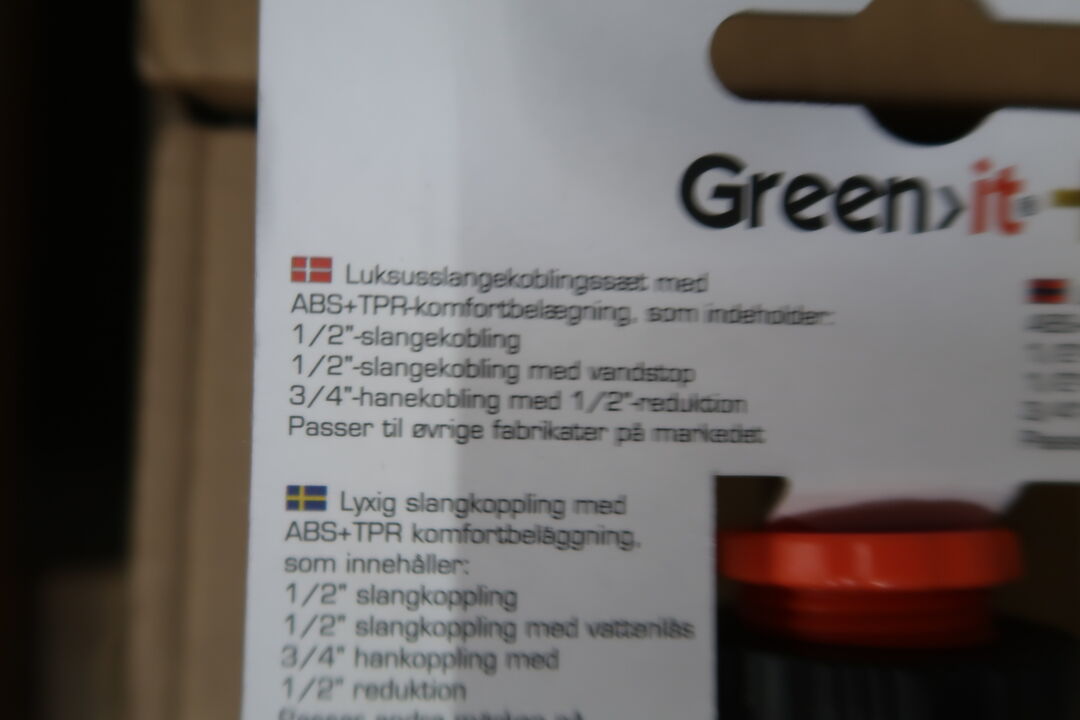 Green>it®
Luksusslangekoblingssæt med
ABS+TPR-komfortbelægning, som indeholder:
1/2"-slangekobling
1/2"-slangekobling med vandstop
3/4"-hanekobling med 1/2"-reduktion
Passer til øvrige fabrikater på markedet
Lyxig slangkoppling med
ABS+TPR komfortbeläggning,
som innehåller:
1/2" slangkoppling
1/2" slangkoppling med vattenlås
3/4" hankoppling med
1/2" reduktion